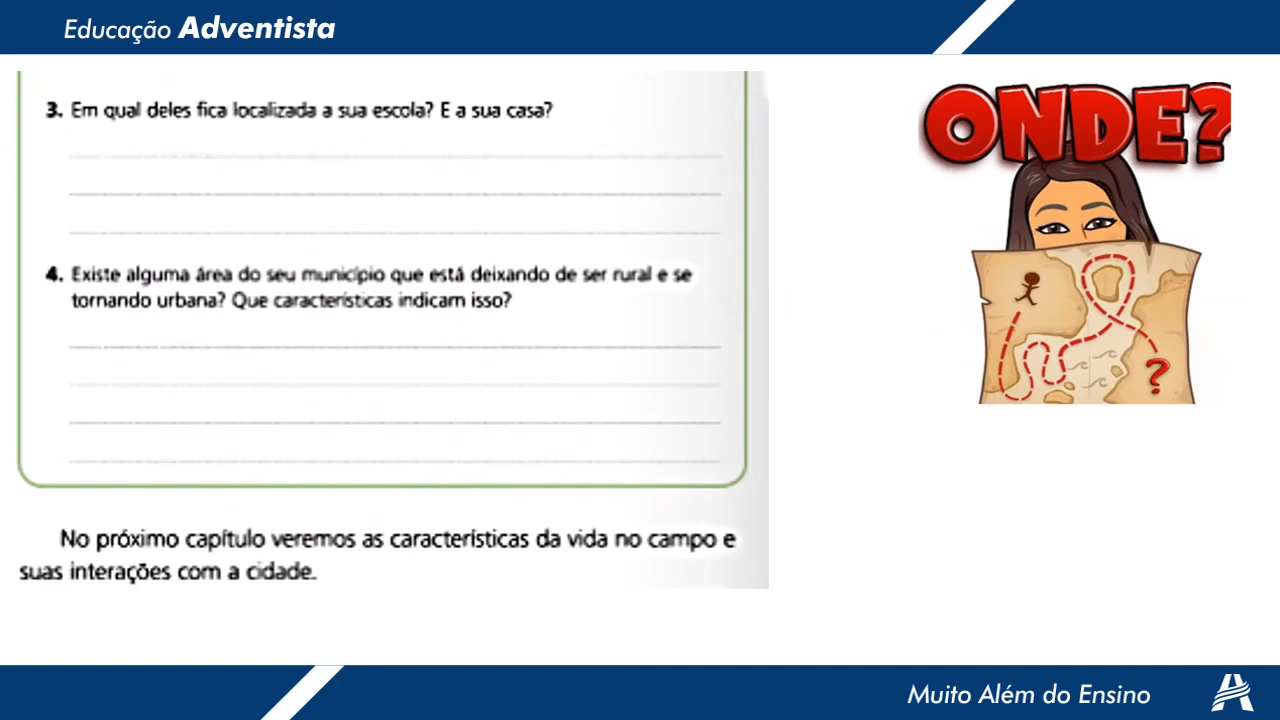 Educação Adventista
ONDE?
3. Em qual deles fica localizada a sua escola? E a sua casa?
4. Existe alguma área do seu município que está deixando de ser rural e se
tornando urbana? Que características indicam isso?
?
No próximo capítulo veremos as características da vida no campo e
suas interações com a cidade.
Muito Além do Ensino